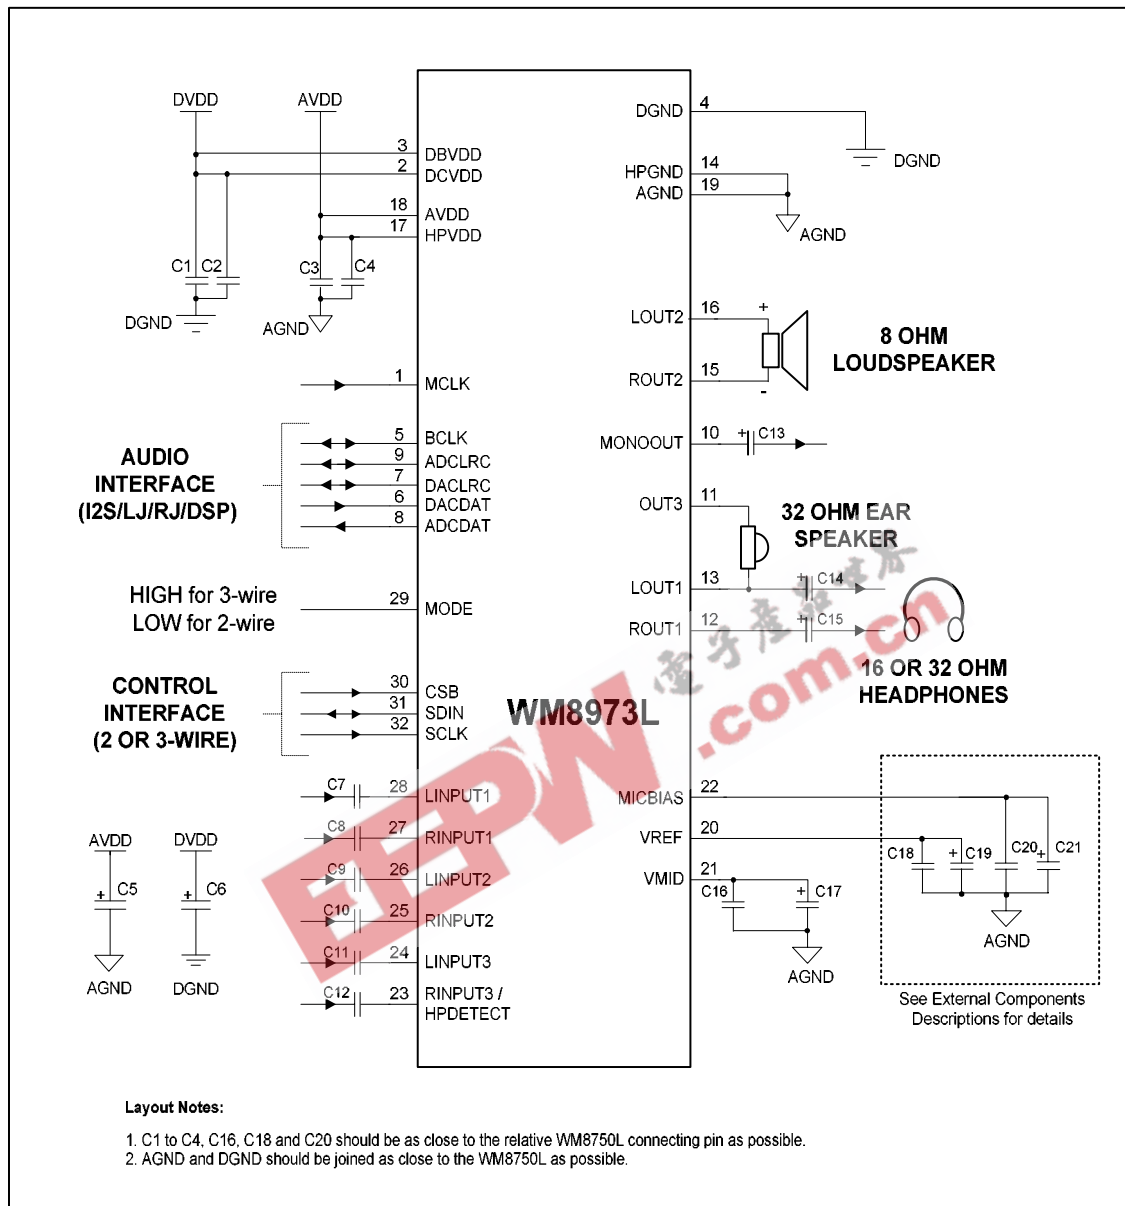 DVDD
AVDD
3
DBVDD
2
DCVDD
18
AVDD
17
HPVDD
C1
C2
C3
C4
DGND
AGND
1
MCLK
AUDIO
INTERFACE
(I2S/LJ/RJ/DSP)
5
BCLK
9
ADCLRC
7
DACLRC
6
DACDAT
8
ADCDAT
HIGH for 3-wire
LOW for 2-wire
29
MODE
CONTROL
INTERFACE
(2 OR 3-WIRE)
30
CSB
31
SDIN
32
SCLK
C7
28
LINPUT1
C8
27
RINPUT1
C9
26
LINPUT2
C10
25
RINPUT2
C11
24
LINPUT3
C12
23
RINPUT3 /
HPDETECT
AVDD
+
C5
AGND
DVDD
+
C6
DGND
WM8973L
DGND
4
DGND
HPGND
14
AGND
19
AGND
LOUT2
16
+
ROUT2
15
-
8 OHM
LOUDSPEAKER
MONOOUT
10
+
C13
OUT3
11
32 OHM EAR
SPEAKER
LOUT1
13
+
C14
ROUT1
12
+
C15
16 OR 32 OHM
HEADPHONES
MICBIAS
22
VREF
20
VMID
21
C16
+
C17
AGND
C18
+
C19
C20
+
C21
AGND
See External Components
Descriptions for details
EEPW
.com.cn
電子產品世界
Layout Notes:
1. C1 to C4, C16, C18 and C20 should be as close to the relative WM8750L connecting pin as possible.
2. AGND and DGND should be joined as close to the WM8750L as possible.